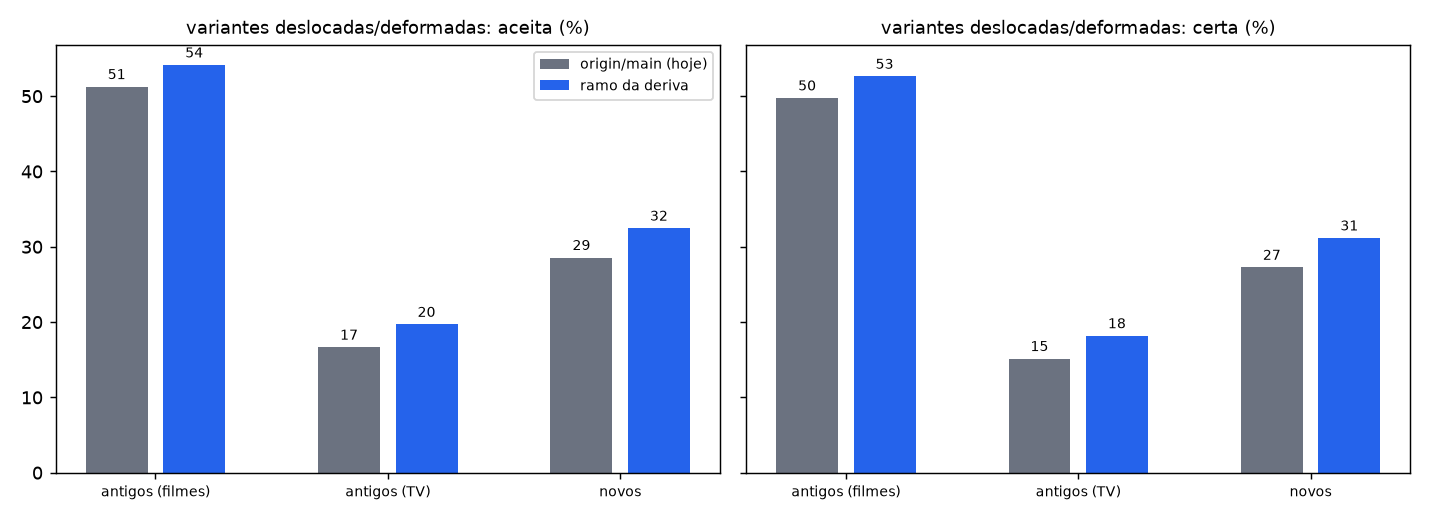 variantes deslocadas/deformadas: aceita (%)
origin/main (hoje)
ramo da deriva
50
40
30
20
10
0
51
54
17
20
29
32
antigos (filmes)
antigos (TV)
novos
variantes deslocadas/deformadas: certa (%)
50
53
15
18
27
31
antigos (filmes)
antigos (TV)
novos